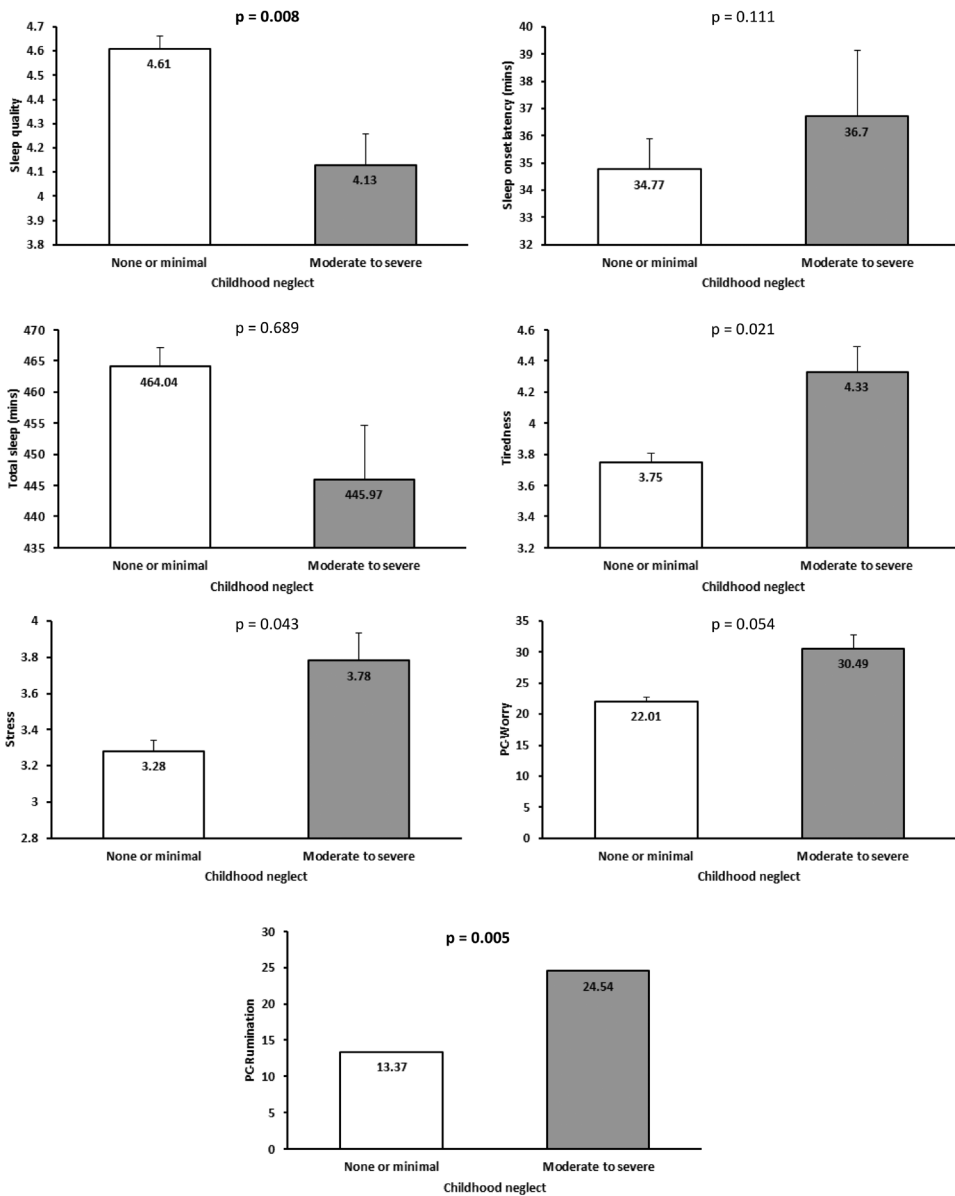 p = 0.008
4.7
4.6
4.5
4.4
4.3
4.2
4.1
4
3.9
3.8
Sleep quality
4.61
4.13
None or minimal
Moderate to severe
Childhood neglect
p = 0.111
40
39
38
37
36
35
34
33
32
Sleep onset latency (mins)
34.77
36.7
None or minimal
Moderate to severe
Childhood neglect
p = 0.689
470
465
460
455
450
445
440
435
Total sleep (mins)
464.04
445.97
None or minimal
Moderate to severe
Childhood neglect
p = 0.021
4.6
4.4
4.2
4
3.8
3.6
3.4
3.2
Tiredness
3.75
4.33
None or minimal
Moderate to severe
Childhood neglect
p = 0.043
4
3.8
3.6
3.4
3.2
3
2.8
Stress
3.28
3.78
None or minimal
Moderate to severe
Childhood neglect
p = 0.054
35
30
25
20
15
10
5
0
PC-Worry
22.01
30.49
None or minimal
Moderate to severe
Childhood neglect
p = 0.005
30
25
20
15
10
5
0
PC-Rumination
13.37
24.54
None or minimal
Moderate to severe
Childhood neglect